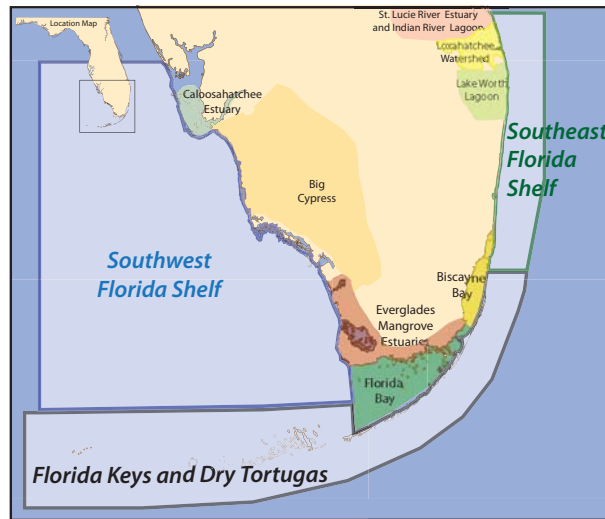 Location Map
St. Lucie River Estuary
and Indian River Lagoon
Loxahatchee
Watershed
Lake Worth
Lagoon
Caloosahatchee
Estuary
Southeast
Florida
Shelf
Big
Cypress
Southwest
Florida Shelf
Biscayne
Bay
Everglades
Mangrove
Estuaries
Florida
Bay
Florida Keys and Dry Tortugas